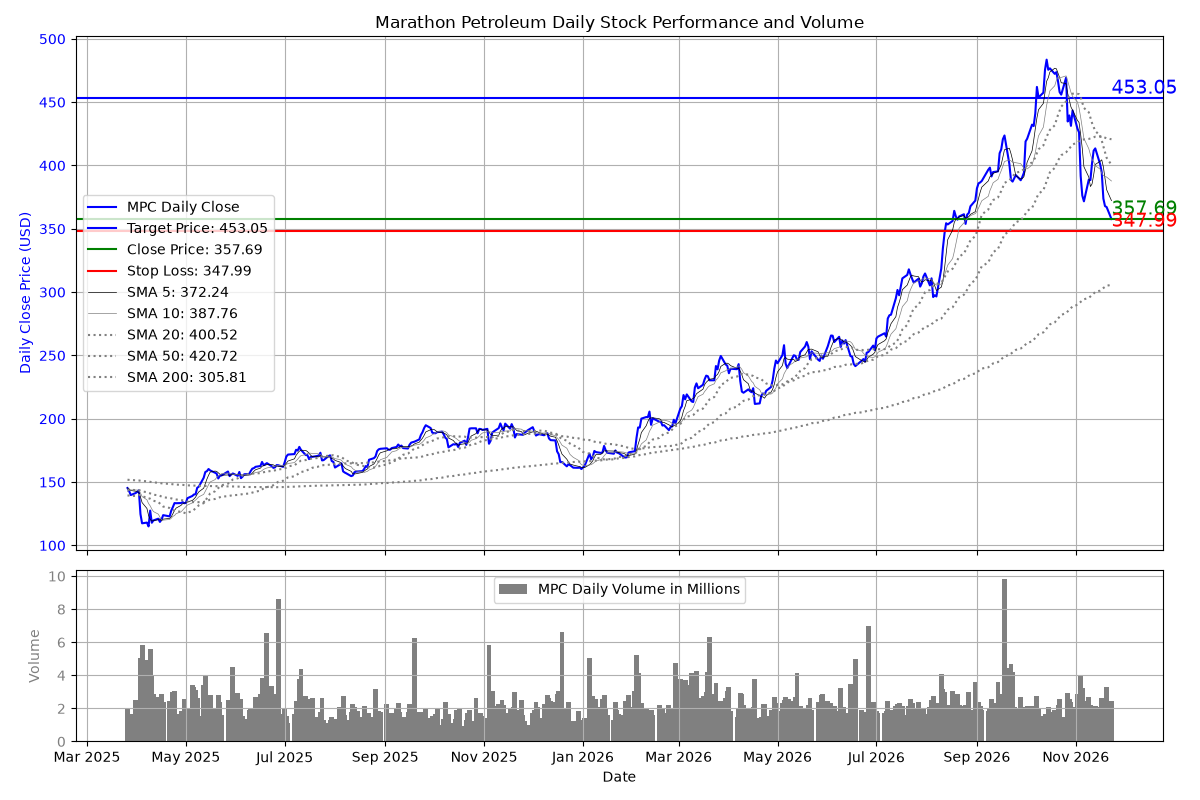 Marathon Petroleum Daily Stock Performance and Volume
500
450
400
350
300
250
200
150
100
Daily Close Price (USD)
453.05
357.69
347.99
MPC Daily Close
Target Price: 453.05
Close Price: 357.69
Stop Loss: 347.99
SMA 5: 372.24
SMA 10: 387.76
SMA 20: 400.52
SMA 50: 420.72
SMA 200: 305.81
MPC Daily Volume in Millions
10
8
6
4
2
0
Volume
Mar 2025 May 2025 Jul 2025 Sep 2025 Nov 2025 Jan 2026 Mar 2026 May 2026 Jul 2026 Sep 2026 Nov 2026
Date